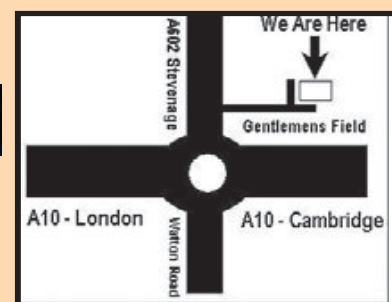 We Are Here
A602 Stevenage
Gentlemens Field
A10 - London
A10 - Cambridge
Watton Road